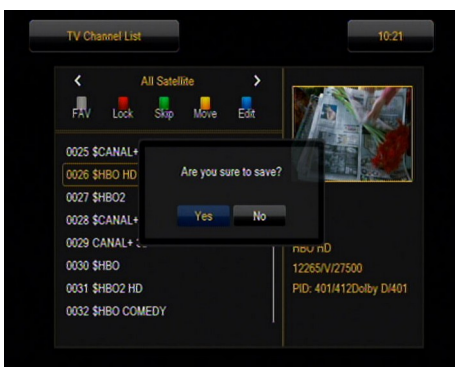 TV Channel List
10:21
All Satellite
FAV Lock Skip Move Edit
0025 $CANAL+
0026 $HBO HD
0027 $HBO2
0028 $CANAL+
0029 CANAL+
0030 $HBO
0031 $HBO2 HD
0032 $HBO COMEDY
Are you sure to save?
Yes No
HBO HD
12265/V/27500
PID: 401/412Dolby D/401